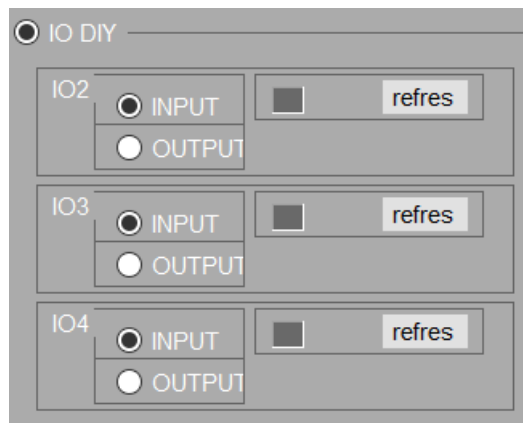 IO DIY
IO2
INPUT
refres
OUTPUT
IO3
INPUT
refres
OUTPUT
IO4
INPUT
refres
OUTPUT